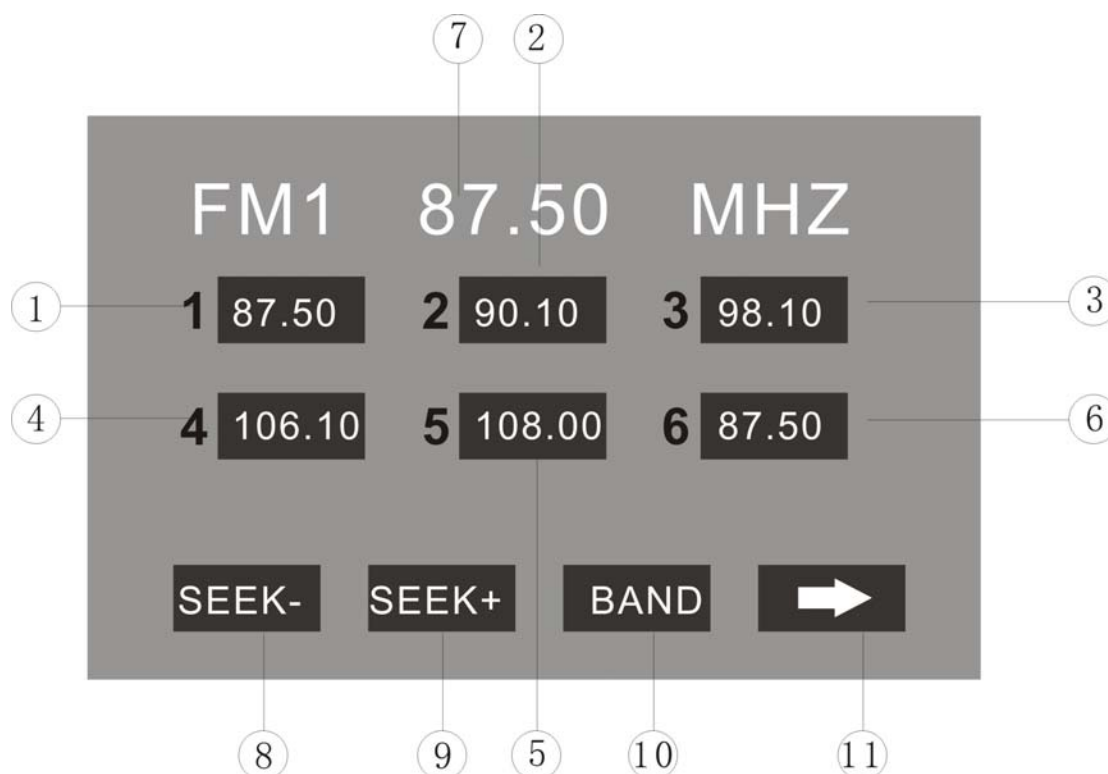 ⑦ ②
FM1 87.50 MHZ
① 1 87.50 2 90.10 3 98.10 ③
④ 4 106.10 5 108.00 6 87.50 ⑥
SEEK- SEEK+ BAND
⑧ ⑨ ⑤ ⑩ ⑪